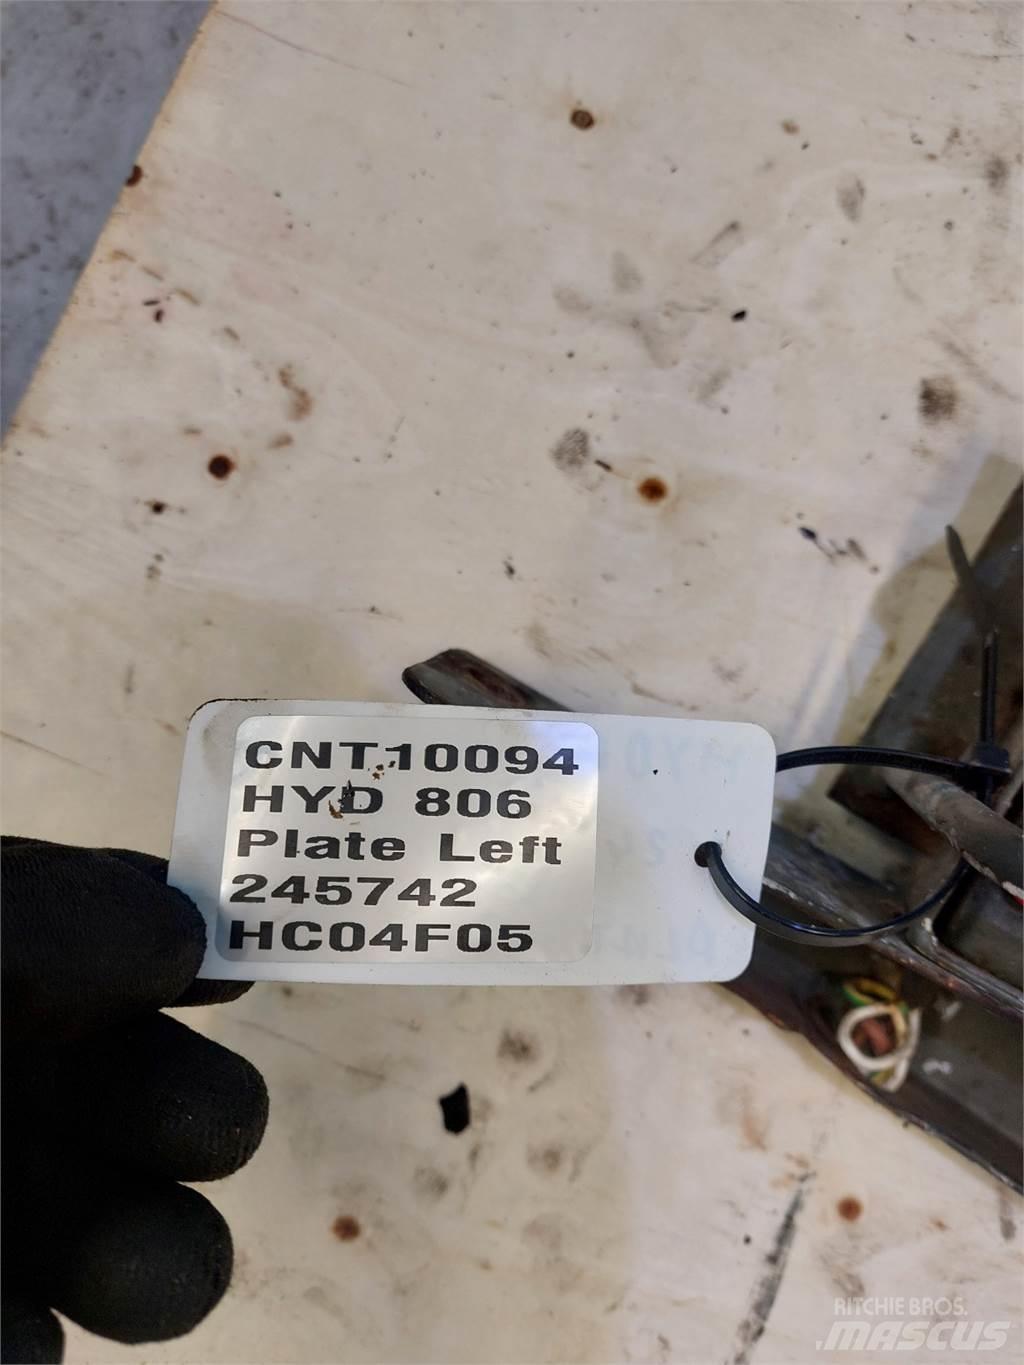 CNT10094
HYD 806
Plate Left
245742
HC04F05
RITCHIE BROS.
MASCUS